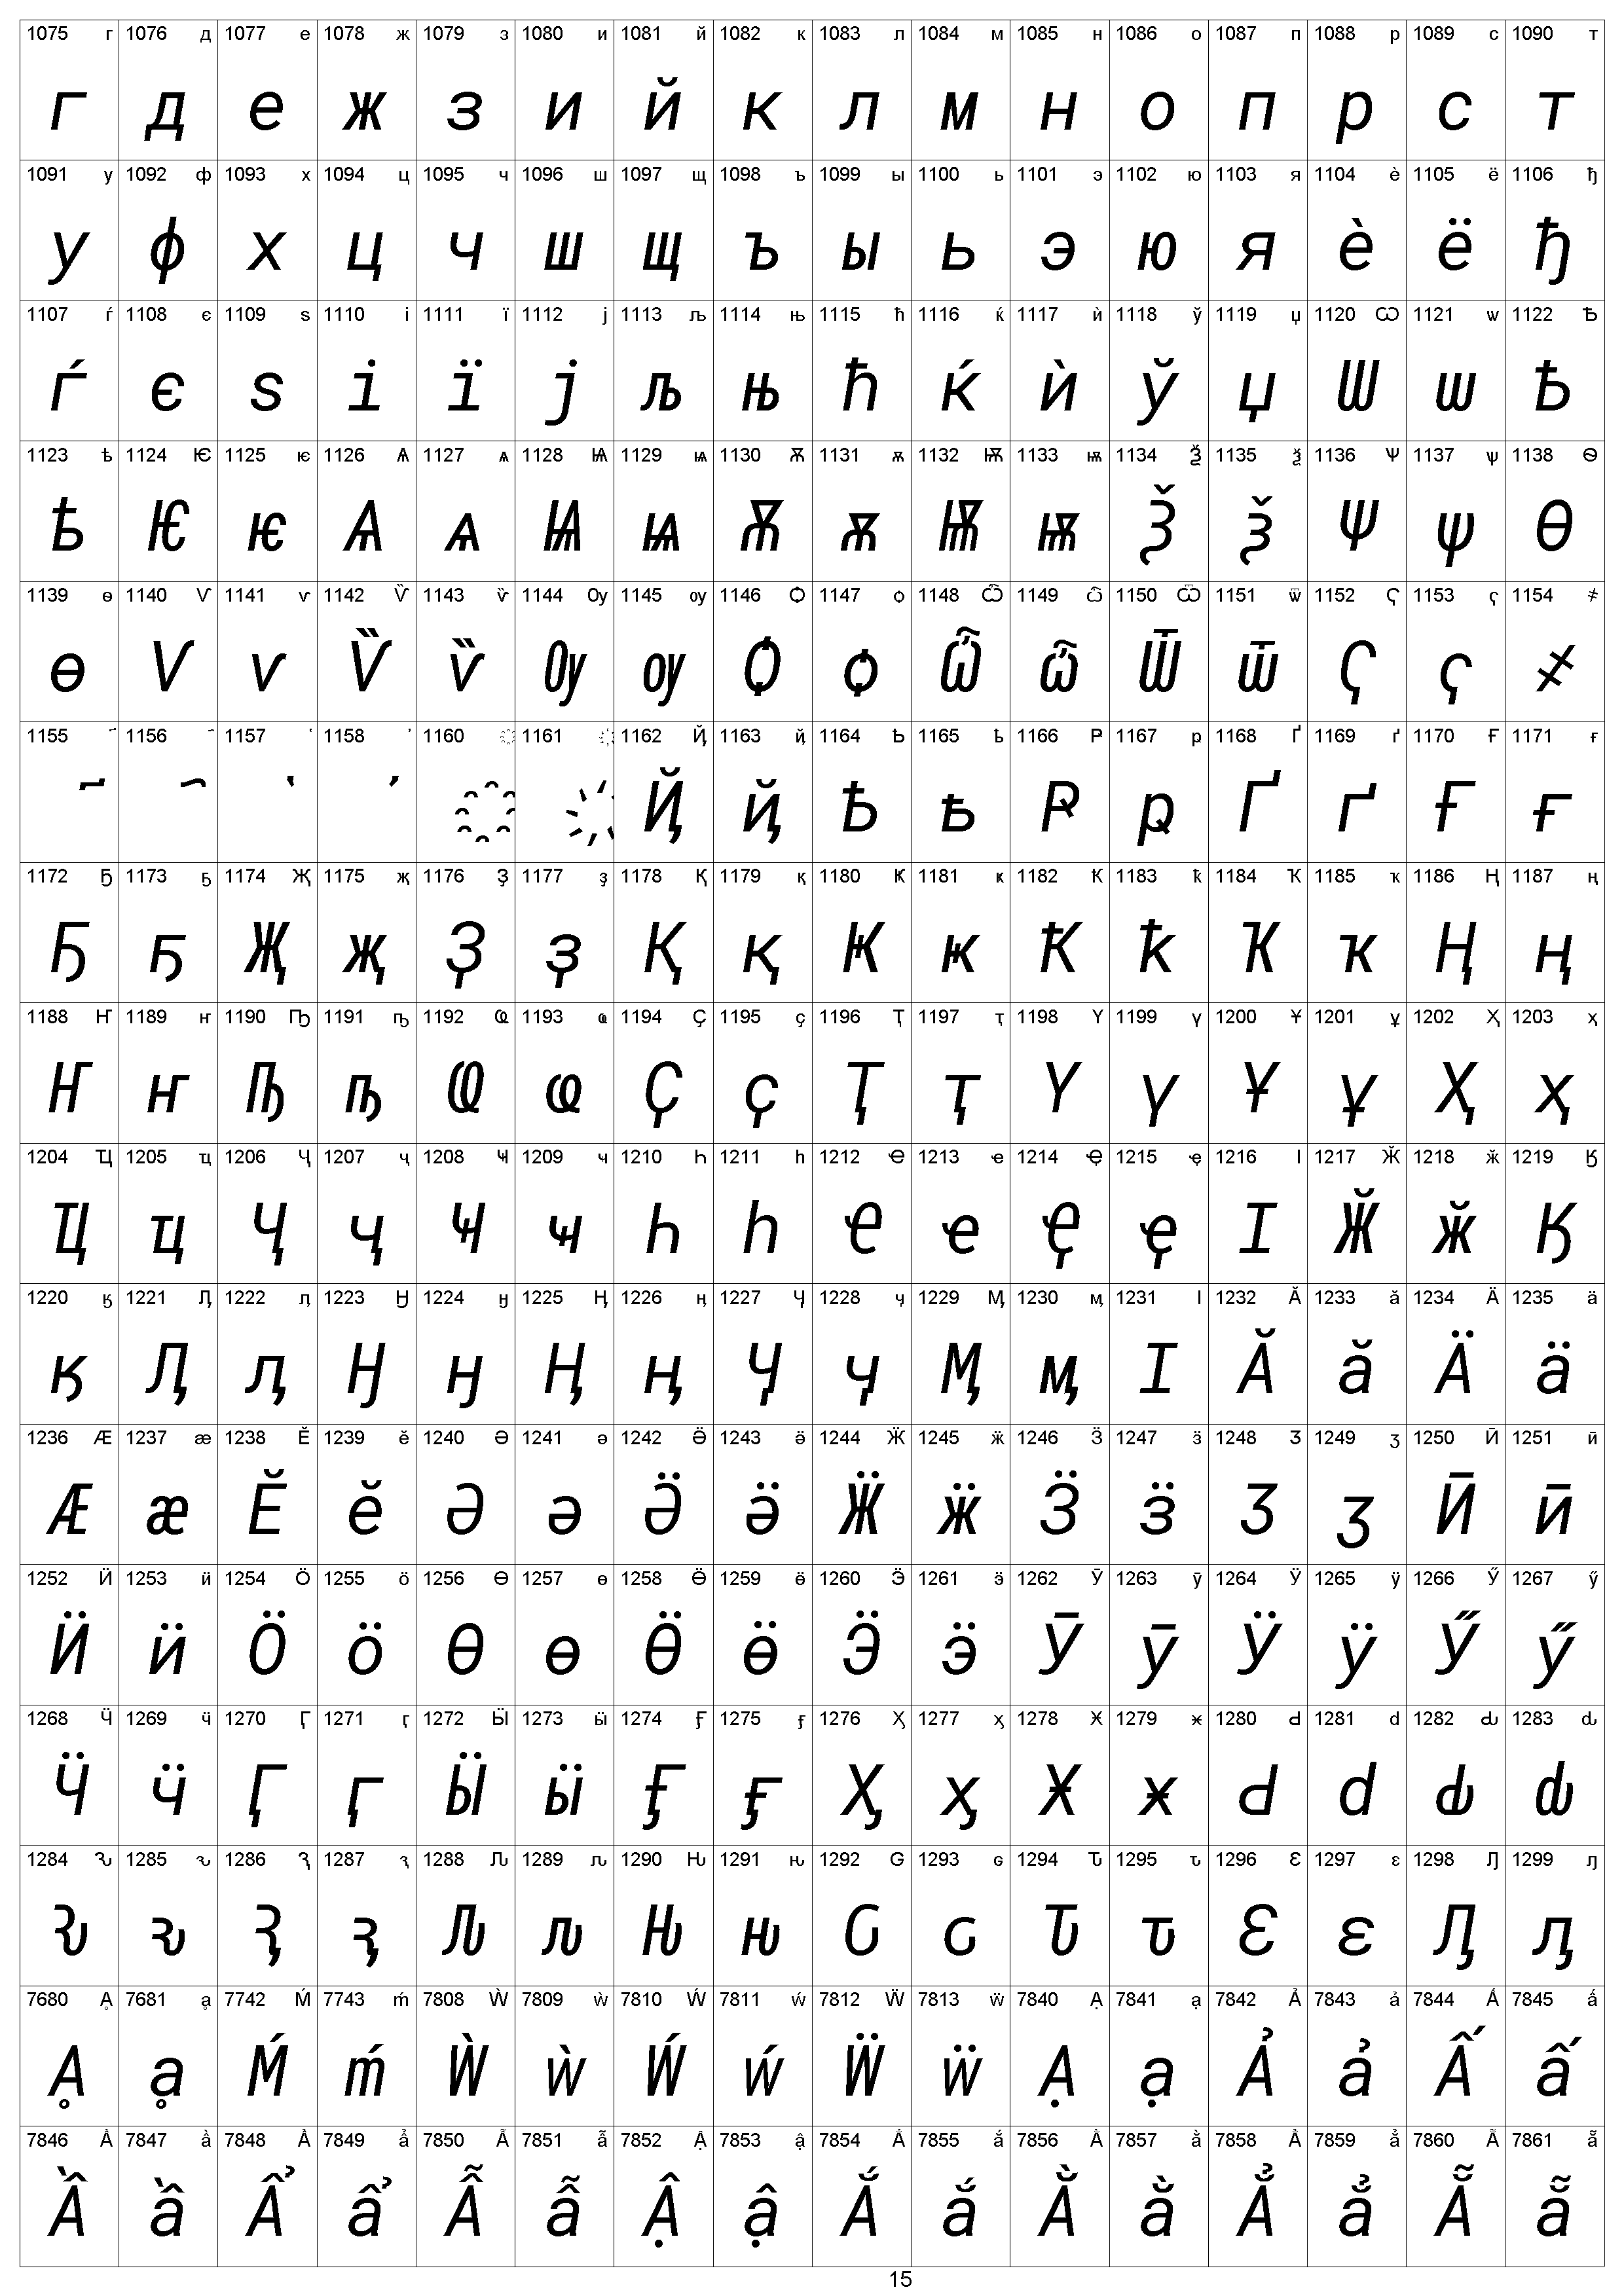 1075 г 1076 д 1077 е 1078 ж 1079 з 1080 и 1081 й 1082 к 1083 л 1084 м 1085 н 1086 о 1087 п 1088 р 1089 с 1090 т
г д е ж з и й к л м н о п р с т
1091 у 1092 ф 1093 х 1094 ц 1095 ч 1096 ш 1097 щ 1098 ъ 1099 ы 1100 ь 1101 э 1102 ю 1103 я 1104 ѐ 1105 ё 1106 ђ
у ф х ц ч ш щ ъ ы ь э ю я ѐ ё ђ
1107 ѓ 1108 є 1109 ѕ 1110 і 1111 ї 1112 ј 1113 љ 1114 њ 1115 ћ 1116 ќ 1117 ѝ 1118 ў 1119 џ 1120 Ѡ 1121 ѡ 1122 Ѣ
ѓ є ѕ і ї ј љ њ ћ ќ ѝ ў џ Ѡ ѡ Ѣ
1123 ѣ 1124 Ѥ 1125 ѥ 1126 Ѧ 1127 ѧ 1128 Ѩ 1129 ѩ 1130 Ѫ 1131 ѫ 1132 Ѭ 1133 ѭ 1134 Ѯ 1135 ѯ 1136 Ѱ 1137 ѱ 1138 Ѳ
ѣ Ѥ ѥ Ѧ ѧ Ѩ ѩ Ѫ ѫ Ѭ ѭ Ѯ ѯ Ѱ ѱ Ѳ
1139 ѳ 1140 Ѵ 1141 ѵ 1142 Ѷ 1143 ѷ 1144 Ѹ 1145 ѹ 1146 Ѻ 1147 ѻ 1148 Ѽ 1149 ѽ 1150 Ѿ 1151 ѿ 1152 Ҁ 1153 ҁ 1154 ҂
ѳ Ѵ ѵ Ѷ ѷ Ѹ ѹ Ѻ ѻ Ѽ ѽ Ѿ ѿ Ҁ ҁ ҂
1155 ҃ 1156 ҄ 1157 ҅ 1158 ҆ 1160 ҈ 1161 ҉ 1162 Ҋ 1163 ҋ 1164 Ҍ 1165 ҍ 1166 Ҏ 1167 ҏ 1168 Ґ 1169 ґ 1170 Ғ 1171 ғ
҃ ҄ ҅ ҆ ҈ ҉ Ҋ ҋ Ҍ ҍ Ҏ ҏ Ґ ґ Ғ ғ
1172 Ҕ 1173 ҕ 1174 Җ 1175 җ 1176 Ҙ 1177 ҙ 1178 Қ 1179 қ 1180 Ҝ 1181 ҝ 1182 Ҟ 1183 ҟ 1184 Ҡ 1185 ҡ 1186 Ң 1187 ң
Ҕ ҕ Җ җ Ҙ ҙ Қ қ Ҝ ҝ Ҟ ҟ Ҡ ҡ Ң ң
1188 Ҥ 1189 ҥ 1190 Ҧ 1191 ҧ 1192 Ҩ 1193 ҩ 1194 Ҫ 1195 ҫ 1196 Ҭ 1197 ҭ 1198 Ү 1199 ү 1200 Ұ 1201 ұ 1202 Ҳ 1203 ҳ
Ҥ ҥ Ҧ ҧ Ҩ ҩ Ҫ ҫ Ҭ ҭ Ү ү Ұ ұ Ҳ ҳ
1204 Ҵ 1205 ҵ 1206 Ҷ 1207 ҷ 1208 Ҹ 1209 ҹ 1210 Һ 1211 һ 1212 Ҽ 1213 ҽ 1214 Ҿ 1215 ҿ 1216 Ӏ 1217 Ӂ 1218 ӂ 1219 Ӄ
Ҵ ҵ Ҷ ҷ Ҹ ҹ Һ һ Ҽ ҽ Ҿ ҿ Ӏ Ӂ ӂ Ӄ
1220 ӄ 1221 Ӆ 1222 ӆ 1223 Ӈ 1224 ӈ 1225 Ӊ 1226 ӊ 1227 Ӌ 1228 ӌ 1229 Ӎ 1230 ӎ 1231 ӏ 1232 Ӑ 1233 ӑ 1234 Ӓ 1235 ӓ
ӄ Ӆ ӆ Ӈ ӈ Ӊ ӊ Ӌ ӌ Ӎ ӎ ӏ Ӑ ӑ Ӓ ӓ
1236 Ӕ 1237 ӕ 1238 Ӗ 1239 ӗ 1240 Ә 1241 ә 1242 Ӛ 1243 ӛ 1244 Ӝ 1245 ӝ 1246 Ӟ 1247 ӟ 1248 Ӡ 1249 ӡ 1250 Ӣ 1251 ӣ
Ӕ ӕ Ӗ ӗ Ә ә Ӛ ӛ Ӝ ӝ Ӟ ӟ Ӡ ӡ Ӣ ӣ
1252 Ӥ 1253 ӥ 1254 Ӧ 1255 ӧ 1256 Ө 1257 ө 1258 Ӫ 1259 ӫ 1260 Ӭ 1261 ӭ 1262 Ӯ 1263 ӯ 1264 Ӱ 1265 ӱ 1266 Ӳ 1267 ӳ
Ӥ ӥ Ӧ ӧ Ө ө Ӫ ӫ Ӭ ӭ Ӯ ӯ Ӱ ӱ Ӳ ӳ
1268 Ӵ 1269 ӵ 1270 Ӷ 1271 ӷ 1272 Ӹ 1273 ӹ 1274 Ӻ 1275 ӻ 1276 Ӽ 1277 ӽ 1278 Ӿ 1279 ӿ 1280 Ԁ 1281 ԁ 1282 Ԃ 1283 ԃ
Ӵ ӵ Ӷ ӷ Ӹ ӹ Ӻ ӻ Ӽ ӽ Ӿ ӿ Ԁ ԁ Ԃ ԃ
1284 Ԅ 1285 ԅ 1286 Ԇ 1287 ԇ 1288 Ԉ 1289 ԉ 1290 Ԋ 1291 ԋ 1292 Ԍ 1293 ԍ 1294 Ԏ 1295 ԏ 1296 Ԑ 1297 ԑ 1298 Ԓ 1299 ԓ
Ԅ ԅ Ԇ ԇ Ԉ ԉ Ԋ ԋ Ԍ ԍ Ԏ ԏ Ԑ ԑ Ԓ ԓ
7680 Ḁ 7681 ḁ 7742 Ḿ 7743 ḿ 7808 Ẁ 7809 ẁ 7810 Ẃ 7811 ẃ 7812 Ẅ 7813 ẅ 7840 Ạ 7841 ạ 7842 Ả 7843 ả 7844 Ấ 7845 ấ
Ḁ ḁ Ḿ ḿ Ẁ ẁ Ẃ ẃ Ẅ ẅ Ạ ạ Ả ả Ấ ấ
7846 Ầ 7847 ầ 7848 Ẩ 7849 ẩ 7850 Ẫ 7851 ẫ 7852 Ậ 7853 ậ 7854 Ắ 7855 ắ 7856 Ằ 7857 ằ 7858 Ẳ 7859 ẳ 7860 Ẵ 7861 ẵ
Ầ ầ Ẩ ẩ Ẫ ẫ Ậ ậ Ắ ắ Ằ ằ Ẳ ẳ Ẵ ẵ
15